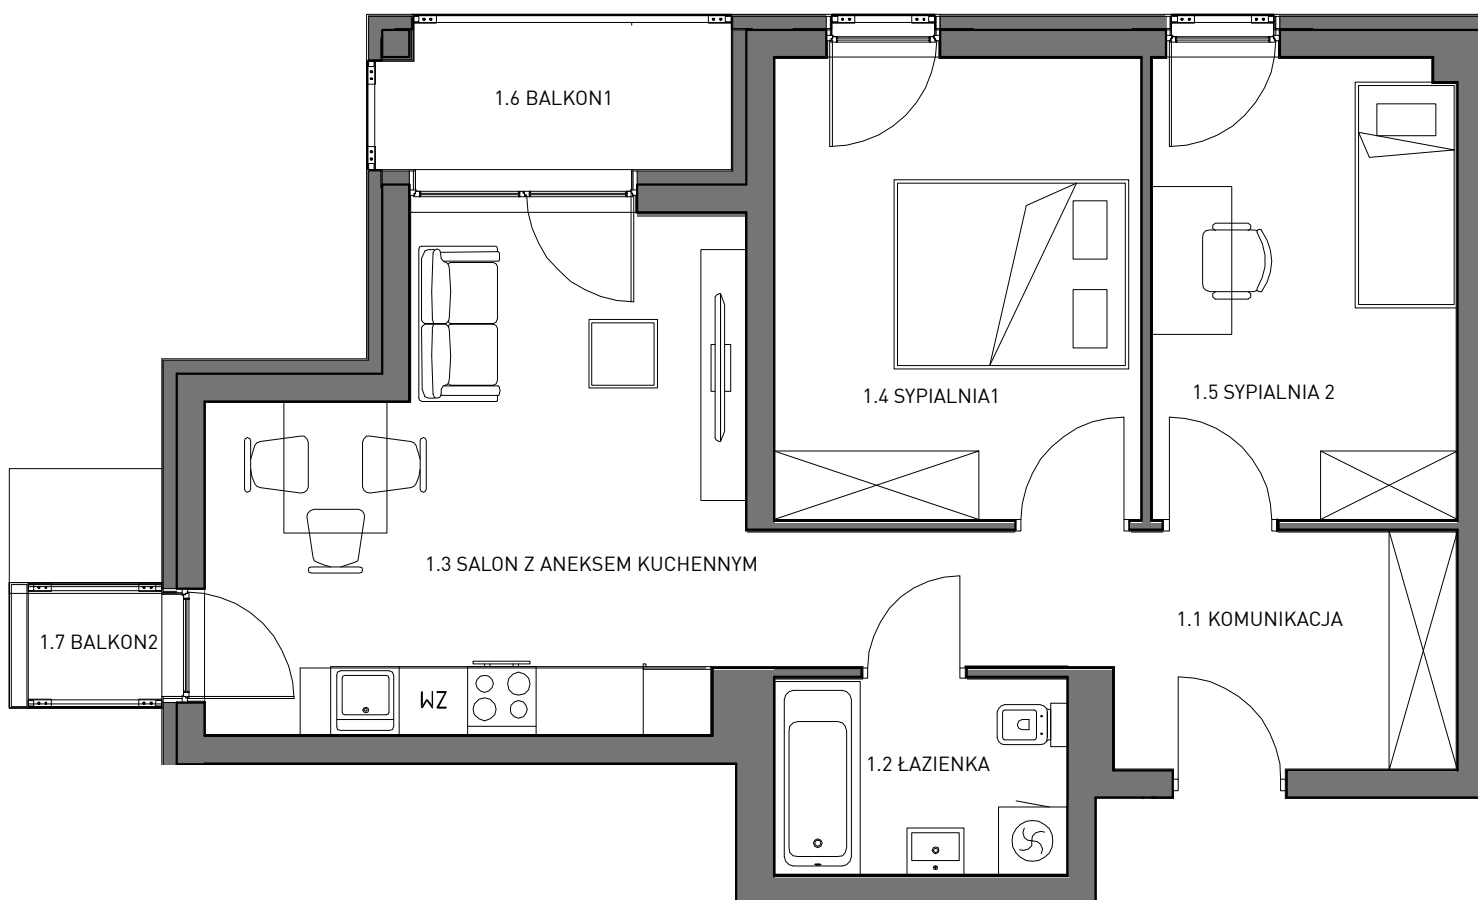 1.6 BALKON1
1.4 SYPIALNIA1
1.5 SYPIALNIA 2
1.3 SALON Z ANEKSEM KUCHENNYM
1.1 KOMUNIKACJA
1.7 BALKON2
ZM
1.2 ŁAZIENKA